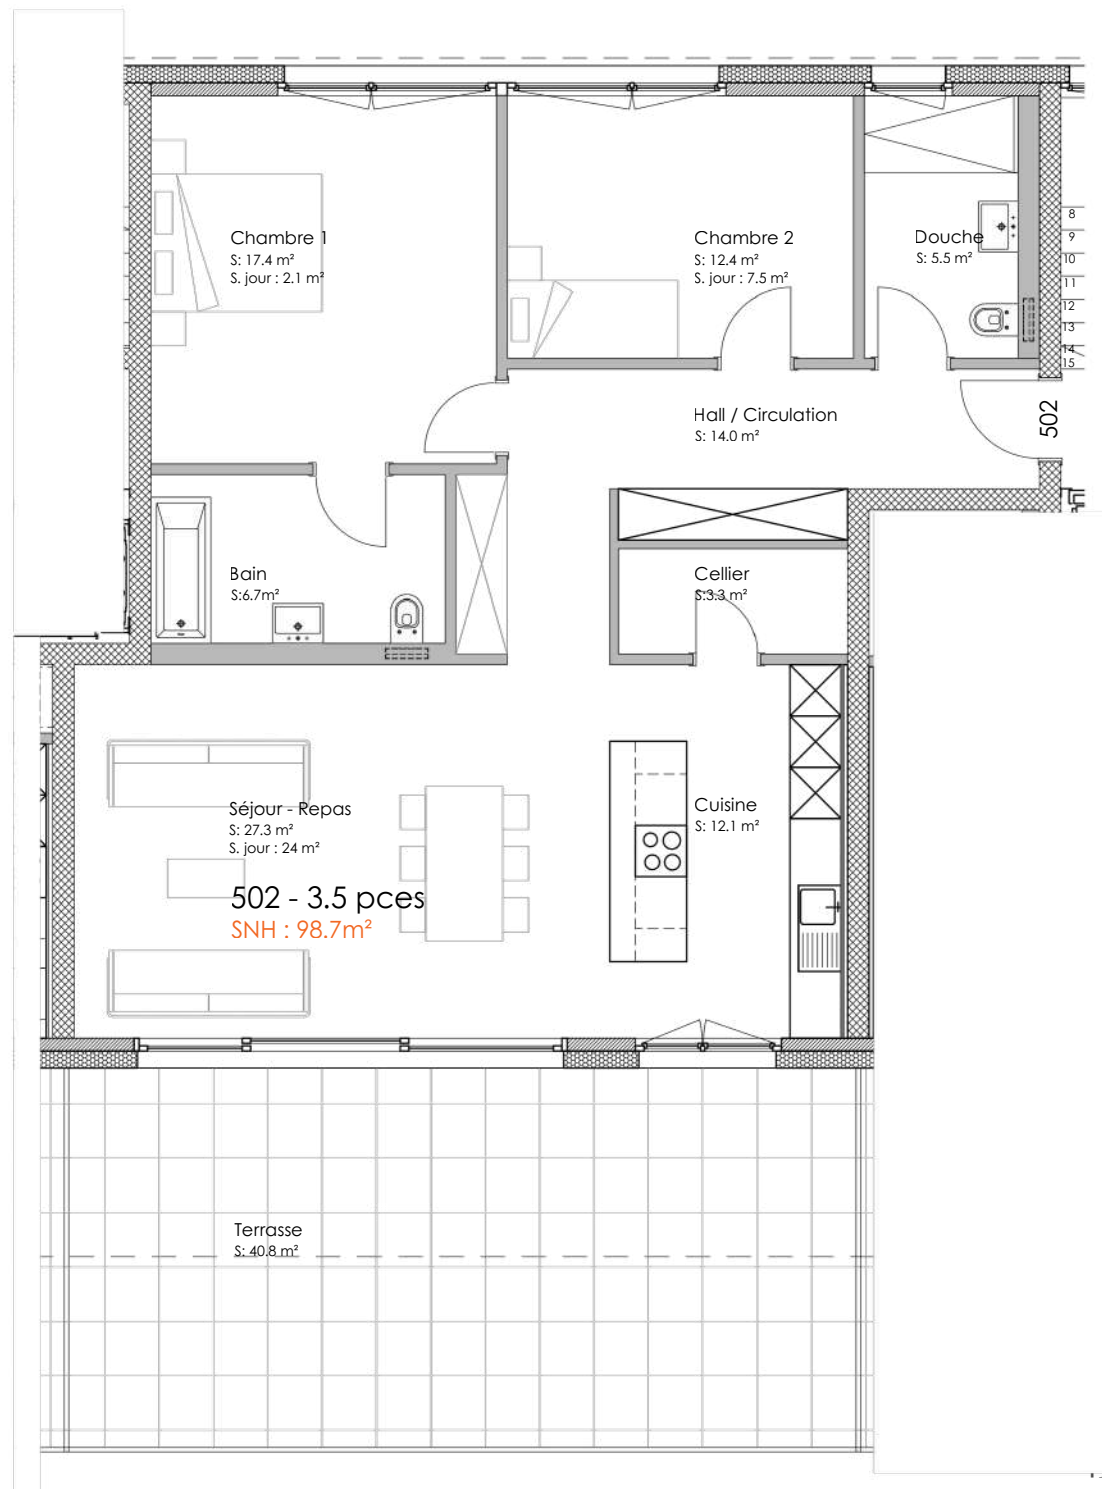 Chambre 1
S: 17.4 m²
S. jour : 2.1 m²
Chambre 2
S: 12.4 m²
S. jour : 7.5 m²
Douche
S: 5.5 m²
8
9
10
11
12
13
14
15
Hall / Circulation
S: 14.0 m²
502
Bain
S:6.7m²
Cellier
S:3.3 m²
Séjour - Repas
S: 27.3 m²
S. jour : 24 m²
Cuisine
S: 12.1 m²
502 - 3.5 pces
SNH : 98.7m²
Terrasse
S: 40.8 m²